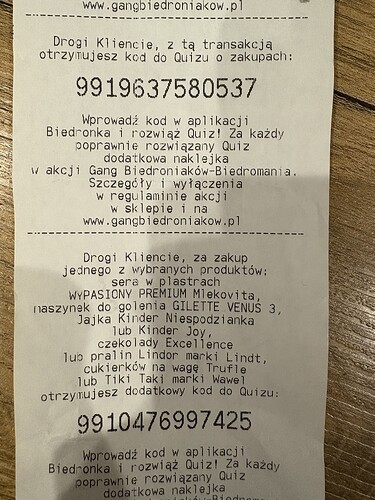 www.gangbiedroniakow.pl
Drogi Kliencie, z tą transakcją
otrzymujesz kod do Quizu o zakupach:
9919637580537
Wprowadź kod w aplikacji
Biedronka i rozwiąż Quiz! Za każdy
poprawnie rozwiązany Quiz
dodatkowa naklejka
w akcji Gang Biedroniaków-Biedromania.
Szczegóły i wyłączenia
w regulaminie akcji
w sklepie i na
www.gangbiedroniakow.pl
Drogi Kliencie, za zakup
jednego z wybranych produktów:
sera w plastrach
WYPASIONY PREMIUM Mlekovita,
maszynek do golenia GILETTE VENUS 3,
Jajka Kinder Niespodzianka
lub Kinder Joy,
czekolady Excellence
lub pralin Lindor marki Lindt,
cukierków na wagę Trufle
lub Tiki Taki marki Wawel
otrzymujesz dodatkowy kod do Quizu:
9910476997425
Wprowadź kod w aplikacji
Biedronka i rozwiąż Quiz! Za każdy
poprawnie rozwiązany Quiz
dodatkowa naklejka